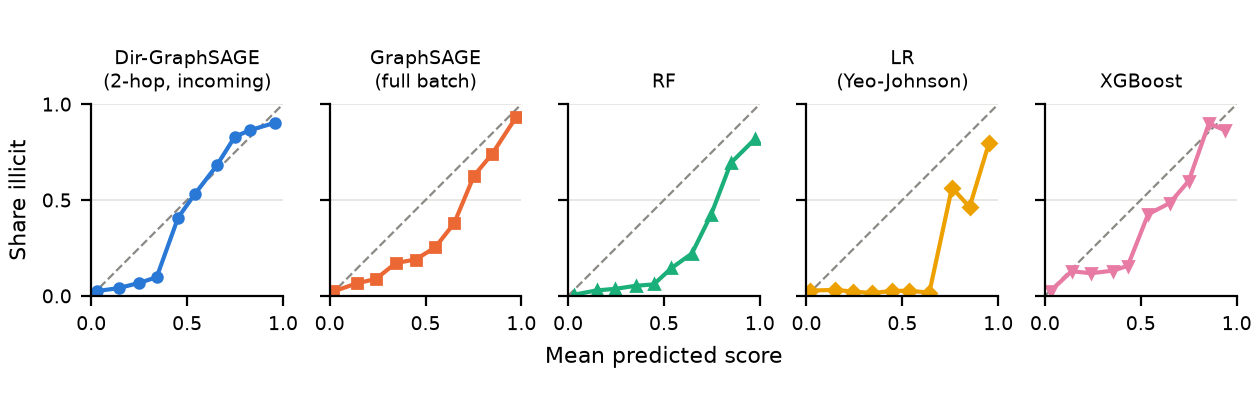 Dir-GraphSAGE
(2-hop, incoming)
GraphSAGE
(full batch)
RF
LR
(Yeo-Johnson)
XGBoost
Share illicit
1.0
0.5
0.0
0.0 0.5 1.0
0.0 0.5 1.0
0.0 0.5 1.0
0.0 0.5 1.0
0.0 0.5 1.0
Mean predicted score